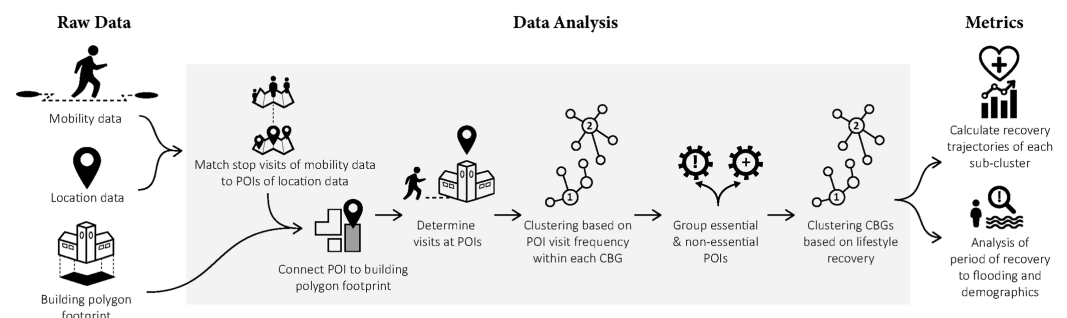 Raw Data
Data Analysis
Metrics
Mobility data
Location data
Building polygon
footprint
Match stop visits of mobility data
to POIs of location data
Connect POI to building
polygon footprint
Determine
visits at POIs
2
1
Clustering based on
POI visit frequency
within each CBG
Group essential
& non-essential
POIs
2
1
Clustering CBGs
based on lifestyle
recovery
Calculate recovery
trajectories of each
sub-cluster
Analysis of
period of recovery
to flooding and
demographics